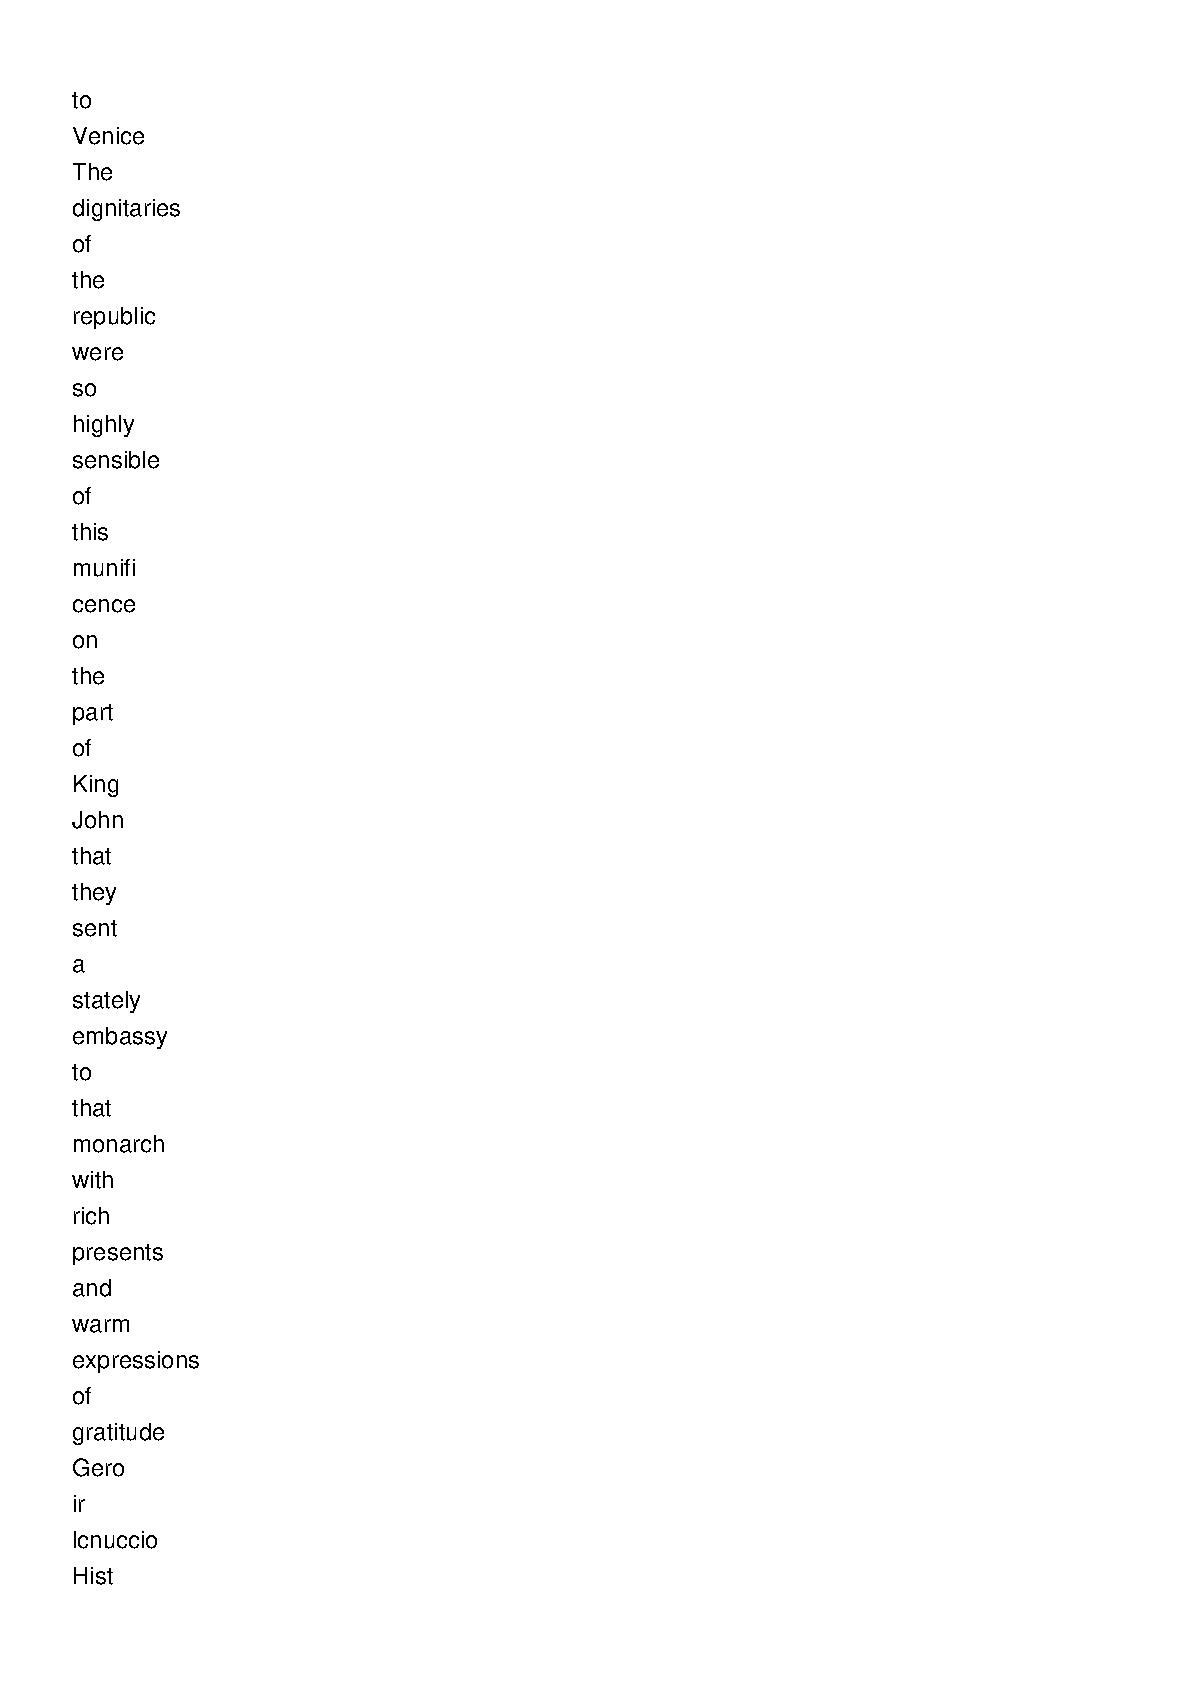 to
Venice
The
dignitaries
of
the
republic
were
so
highly
sensible
of
this
munifi
cence
on
the
part
of
King
John
that
they
sent
a
stately
embassy
to
that
monarch
with
rich
presents
and
warm
expressions
of
gratitude
Gero
ir
lcnuccio
Hist